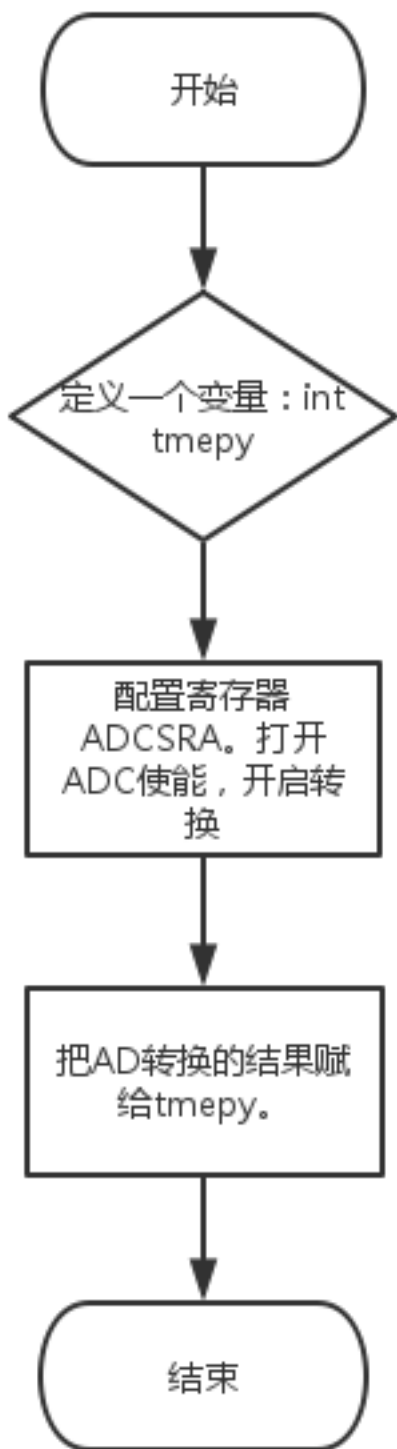 开始
定义一个变量：int
tmepy
配置寄存器
ADCSRA。打开
ADC使能，开启转
换
把AD转换的结果赋
给tmepy。
结束